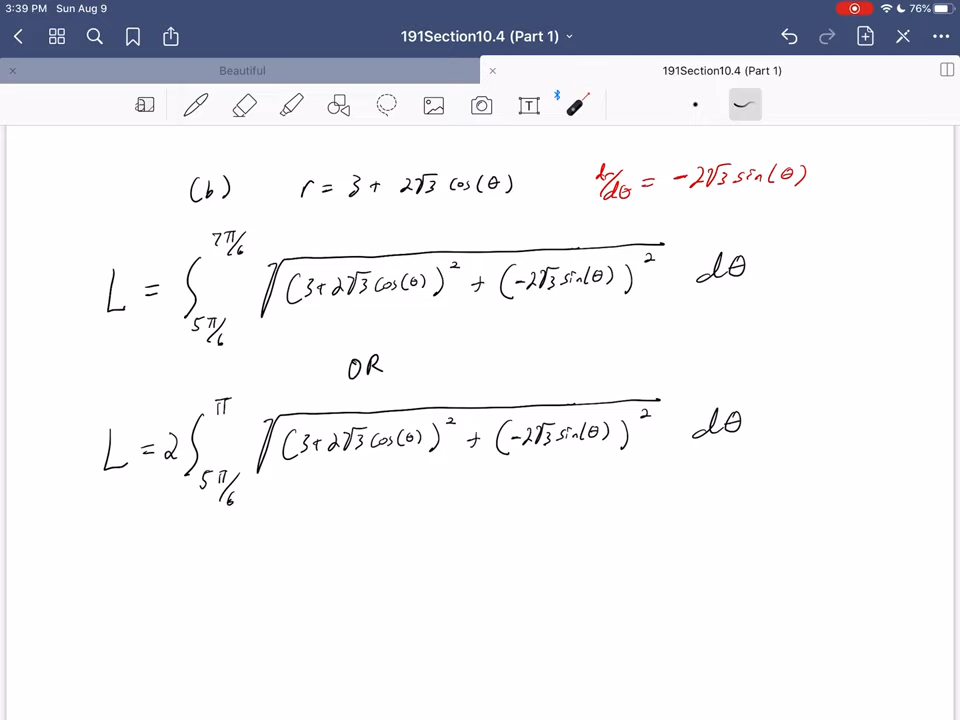 3:39 PM Sun Aug 9 76%
191Section10.4 (Part 1)
Beautiful 191Section10.4 (Part 1)
T
(b) r = 3 + 2√3 cos(θ) dr/dθ = -2√3 sin(θ)
L = ∫_{5π/6}^{7π/6} √((3+2√3 cos(θ))² + (-2√3 sin(θ))²) dθ
OR
L = 2 ∫_{5π/6}^{π} √((3+2√3 cos(θ))² + (-2√3 sin(θ))²) dθ